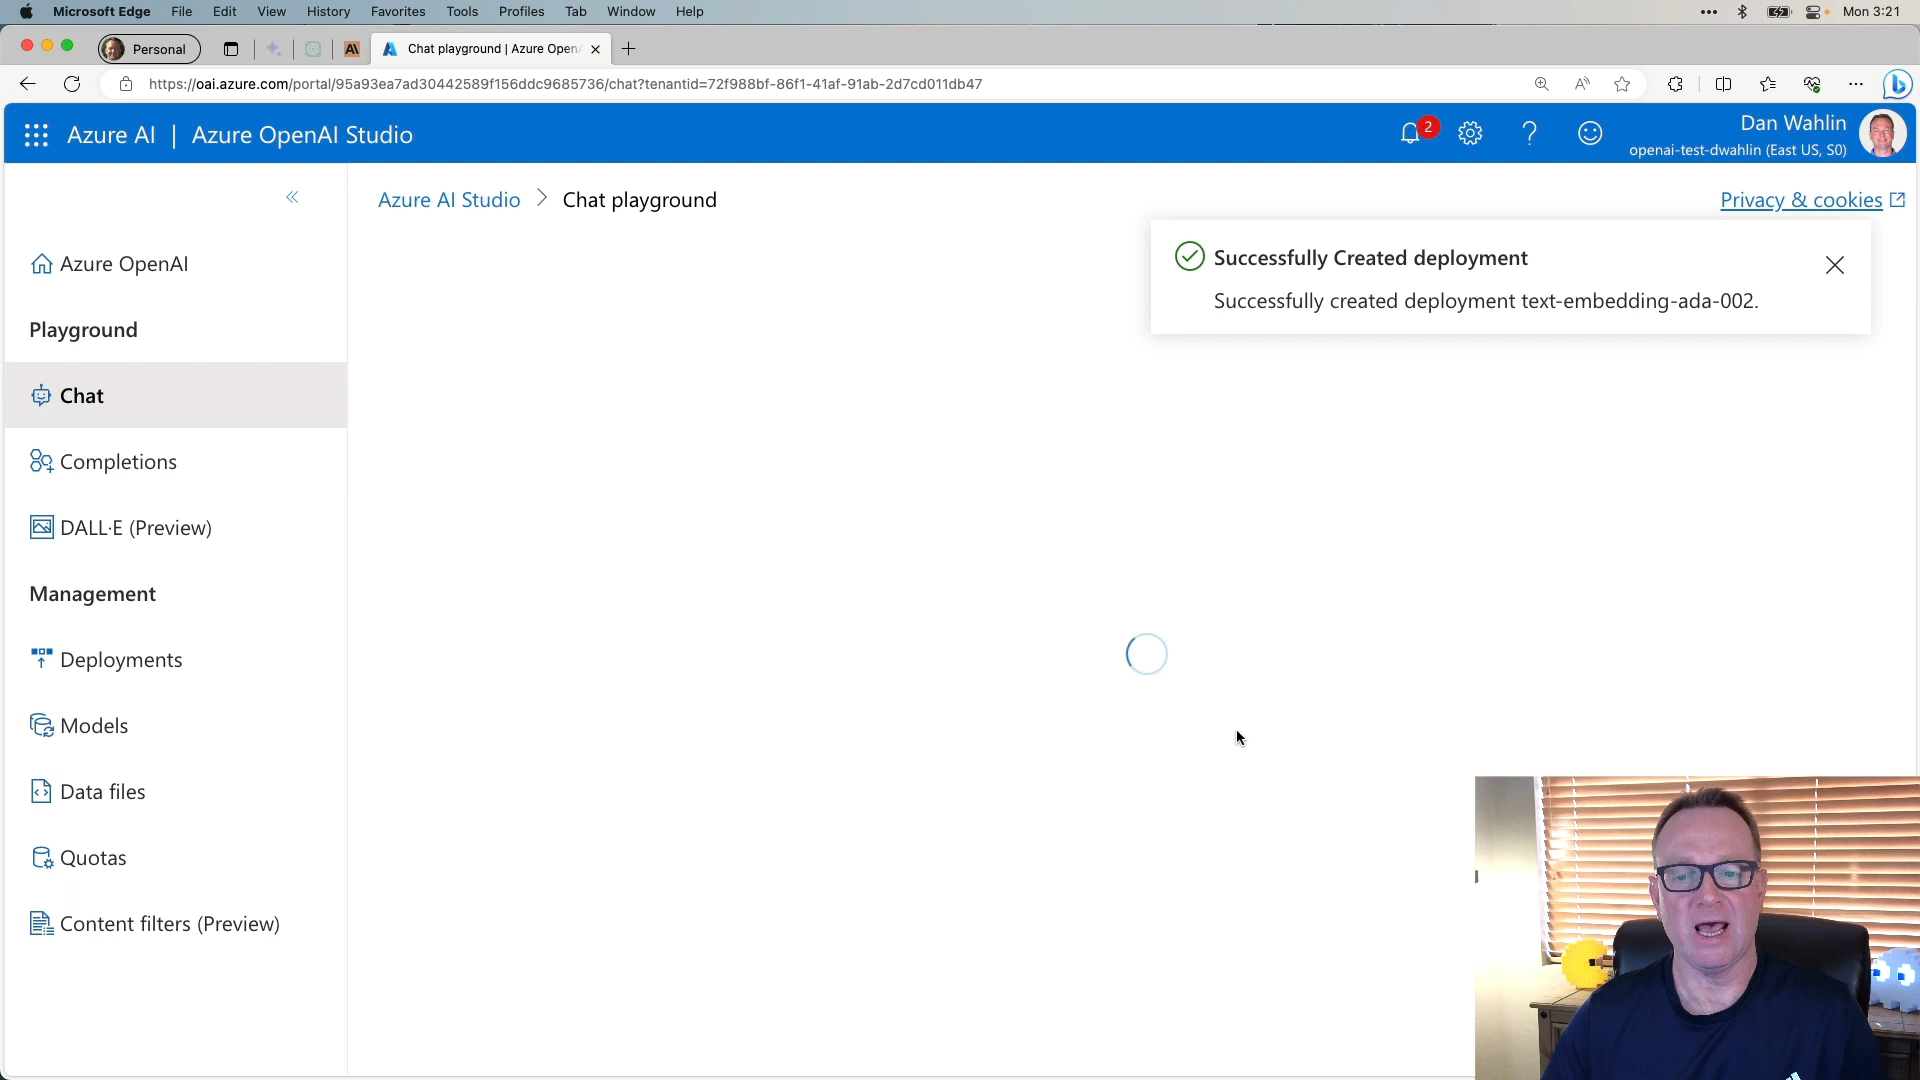 Microsoft Edge File Edit View History Favorites Tools Profiles Tab Window Help Mon 3:21
Personal Chat playground | Azure Open
https://oai.azure.com/portal/95a93ea7ad30442589f156ddc9685736/chat?tenantid=72f988bf-86f1-41af-91ab-2d7cd011db47
Azure AI | Azure OpenAI Studio
2
Dan Wahlin
openai-test-dwahlin (East US, S0)
Azure AI Studio > Chat playground
Privacy & cookies
Successfully Created deployment
Successfully created deployment text-embedding-ada-002.
Azure OpenAI
Playground
Chat
Completions
DALL·E (Preview)
Management
Deployments
Models
Data files
Quotas
Content filters (Preview)